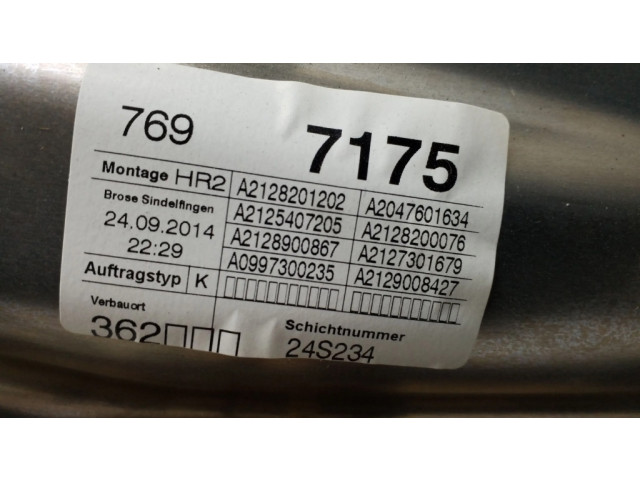 769 7175
Montage HR2 A2128201202 A2047601634
Brose Sindelfingen A2125407205 A2128200076
24.09.2014 A2128900867 A2127301679
22:29 A0997300235 A2129008427
Auftragstyp K
Verbauort Schichtnummer
362 24S234